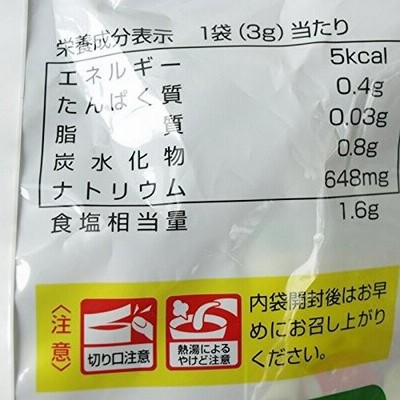 栄養成分表示 1袋(3g)当たり
エネルギー 5kcal
たんぱく質 0.4g
脂質 0.03g
炭水化物 0.8g
ナトリウム 648mg
食塩相当量 1.6g
〈注意〉
切り口注意
熱湯による
やけど注意
内袋開封後はお早
めにお召し上がり
ください。